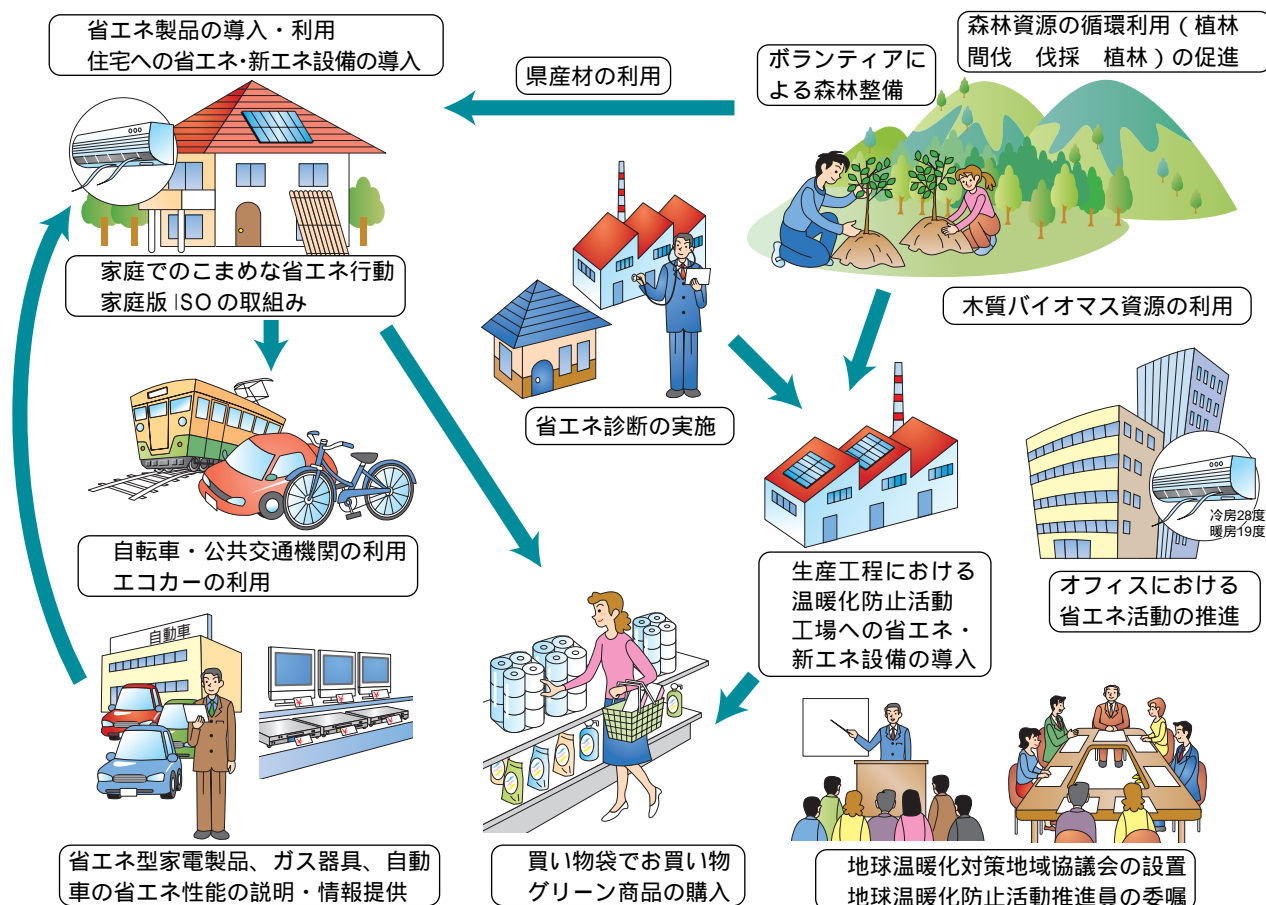 省エネ製品の導入・利用
住宅への省エネ・新エネ設備の導入
県産材の利用
ボランティアに
よる森林整備
森林資源の循環利用(植林
間伐 伐採 植林)の促進
家庭でのこまめな省エネ行動
家庭版ISOの取組み
木質バイオマス資源の利用
省エネ診断の実施
冷房28度
暖房19度
自転車・公共交通機関の利用
エコカーの利用
生産工程における
温暖化防止活動
工場への省エネ・
新エネ設備の導入
オフィスにおける
省エネ活動の推進
自動車
¥
¥
¥
¥
¥
省エネ型家電製品、ガス器具、自動
車の省エネ性能の説明・情報提供
買い物袋でお買い物
グリーン商品の購入
地球温暖化対策地域協議会の設置
地球温暖化防止活動推進員の委嘱